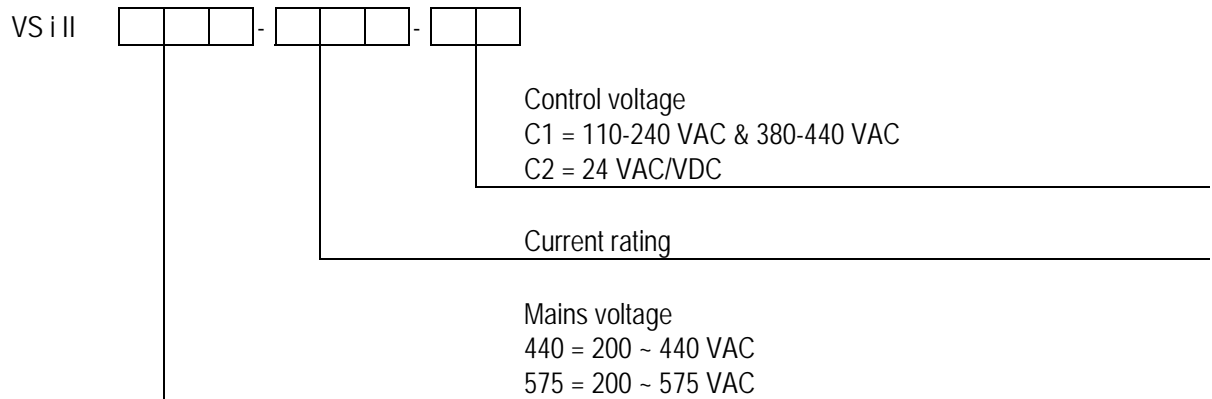 VS i II - -
Control voltage
C1 = 110-240 VAC & 380-440 VAC
C2 = 24 VAC/VDC
Current rating
Mains voltage
440 = 200 ~ 440 VAC
575 = 200 ~ 575 VAC